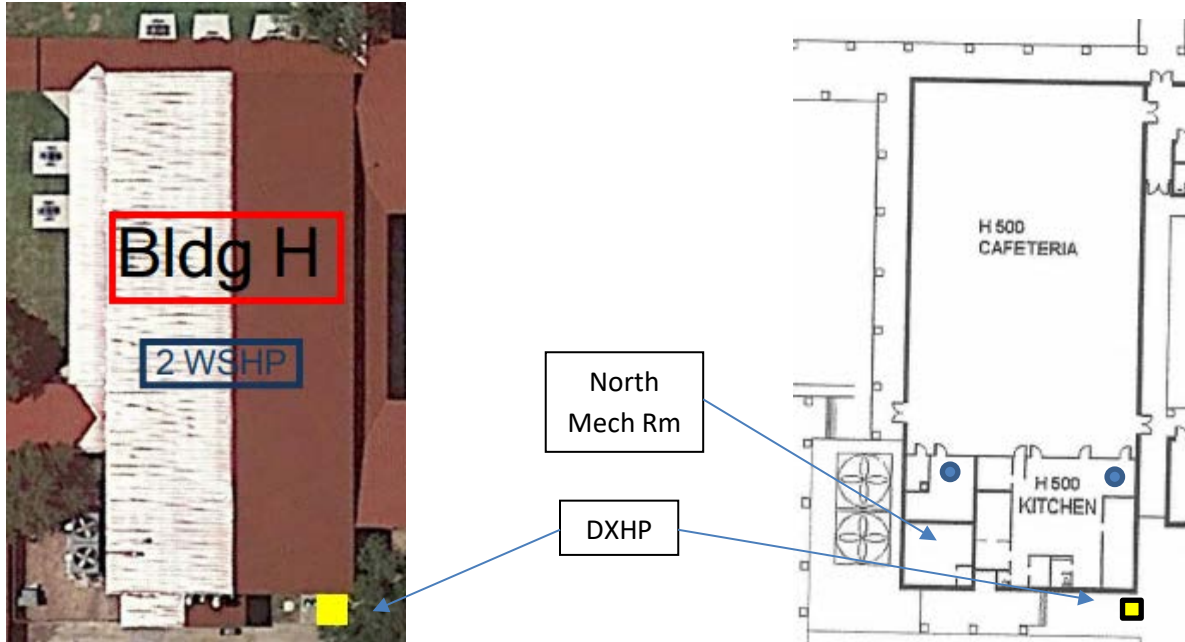 Bldg H
2 WSHP
North
Mech Rm
DXHP
H 500
CAFETERIA
H 500
KITCHEN